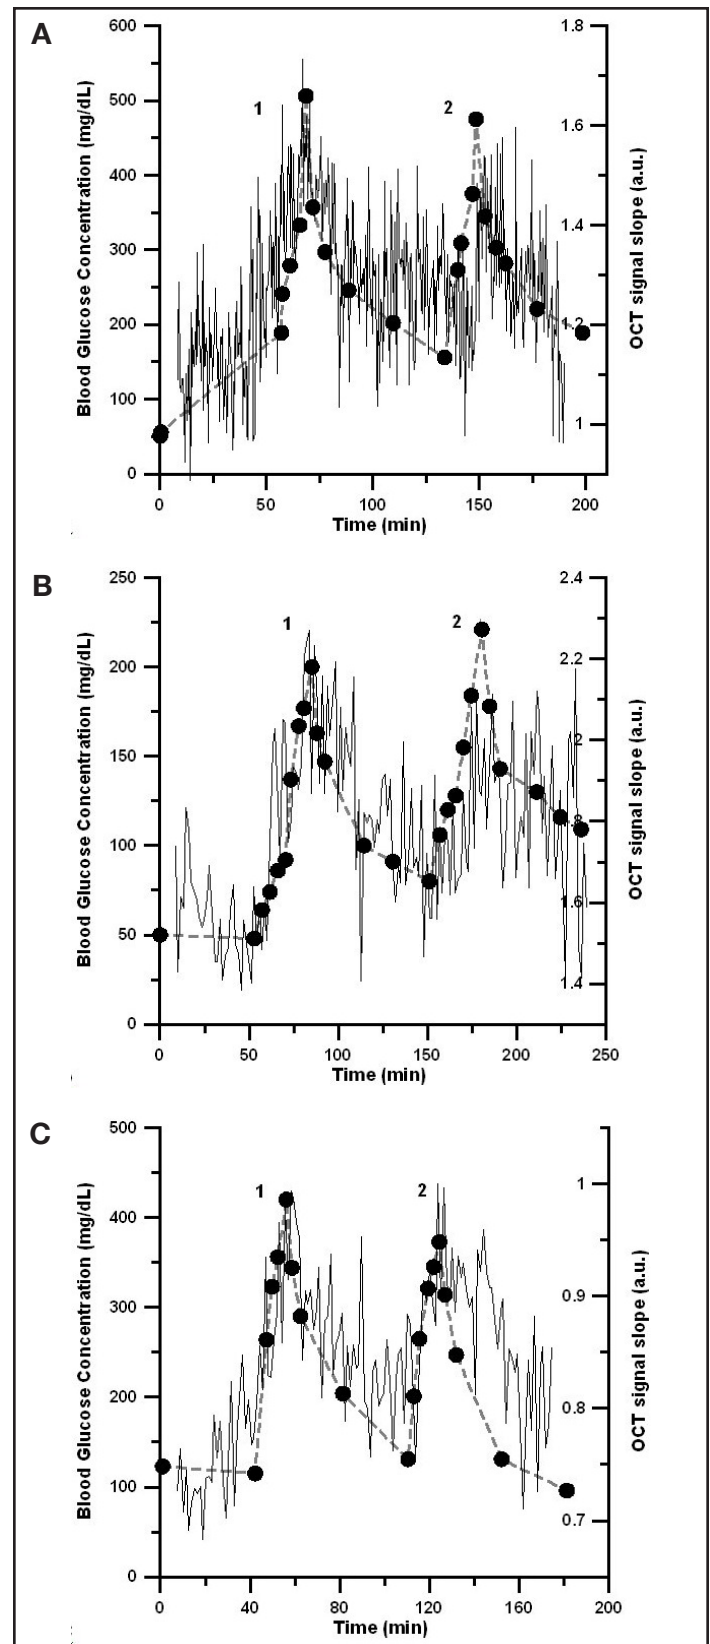 A
600
500
400
300
200
100
0
1.8
1.6
1.4
1.2
1
1
2
Blood Glucose Concentration (mg/dL)
OCT signal slope (a.u.)
0 50 100 150 200
Time (min)
B
250
200
150
100
50
0
2.4
2.2
2
1.8
1.6
1.4
1
2
Blood Glucose Concentration (mg/dL)
OCT signal slope (a.u.)
0 50 100 150 200 250
Time (min)
C
500
400
300
200
100
0
1
0.9
0.8
0.7
1
2
Blood Glucose Concentration (mg/dL)
OCT signal slope (a.u.)
0 40 80 120 160 200
Time (min)